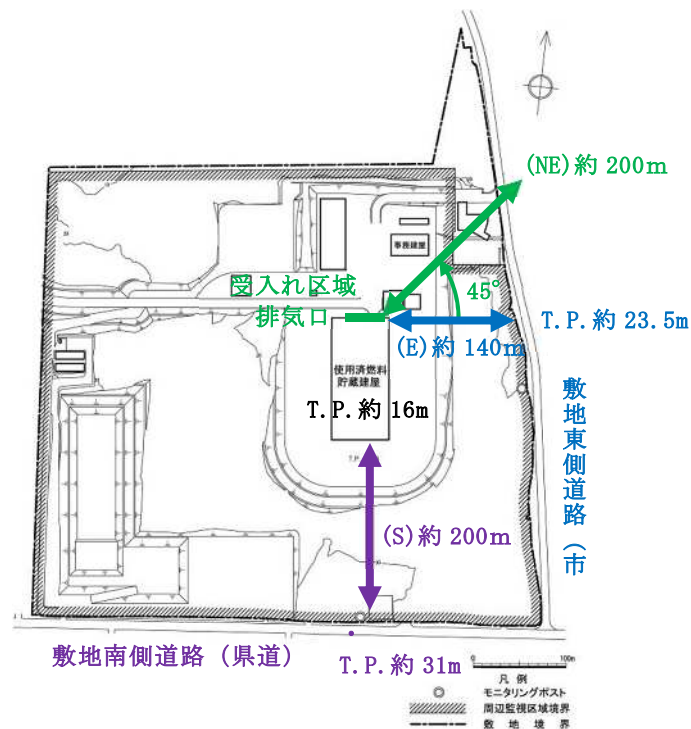 (NE)約 200m
事務建屋
受入れ区域
排気口
45°
T.P.約 23.5m
(E)約 140m
使用済燃料
貯蔵建屋
T.P.約 16m
敷地東側道路（市
(S)約 200m
敷地南側道路（県道）
T.P.約 31m
100m
凡 例
モニタリングポスト
周辺監視区域境界
敷 地 境 界